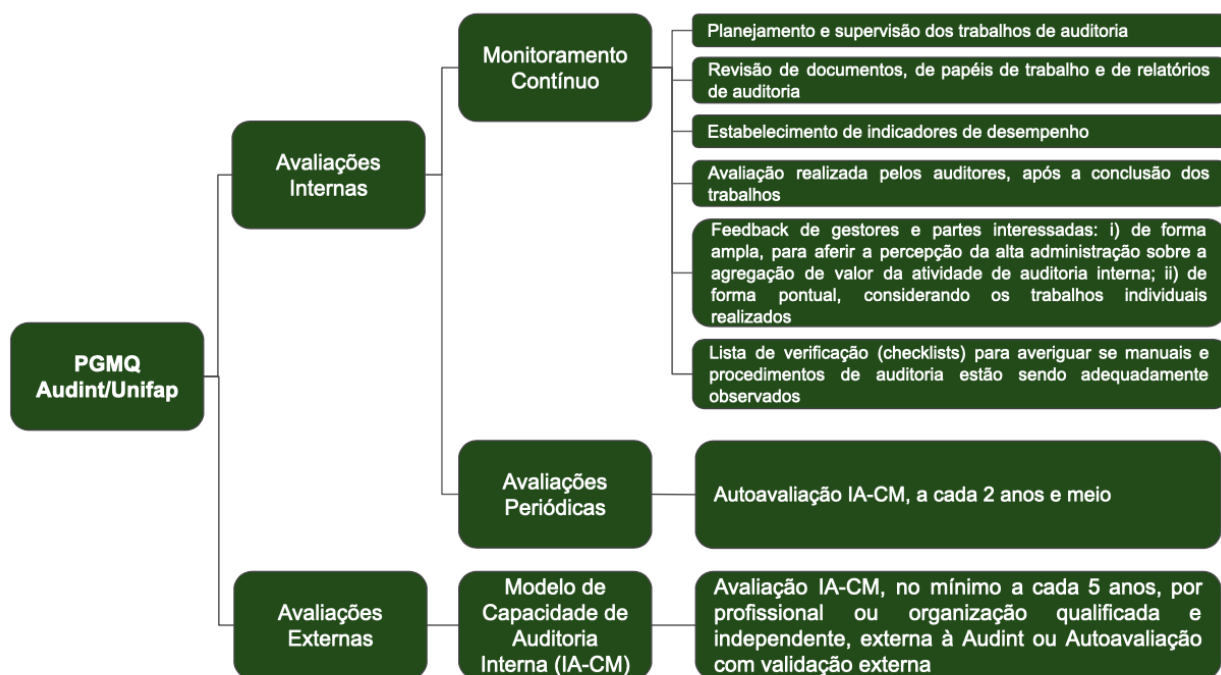 PGMQ
Audint/Unifap
Avaliações
Internas
Monitoramento
Contínuo
Planejamento e supervisão dos trabalhos de auditoria
Revisão de documentos, de papéis de trabalho e de relatórios
de auditoria
Estabelecimento de indicadores de desempenho
Avaliação realizada pelos auditores, após a conclusão dos
trabalhos
Feedback de gestores e partes interessadas: i) de forma
ampla, para aferir a percepção da alta administração sobre a
agregação de valor da atividade de auditoria interna; ii) de
forma pontual, considerando os trabalhos individuais
realizados
Lista de verificação (checklists) para averiguar se manuais e
procedimentos de auditoria estão sendo adequadamente
observados
Avaliações
Periódicas
Autoavaliação IA-CM, a cada 2 anos e meio
Avaliações
Externas
Modelo de
Capacidade de
Auditoria
Interna (IA-CM)
Avaliação IA-CM, no mínimo a cada 5 anos, por
profissional ou organização qualificada e
independente, externa à Audint ou Autoavaliação
com validação externa